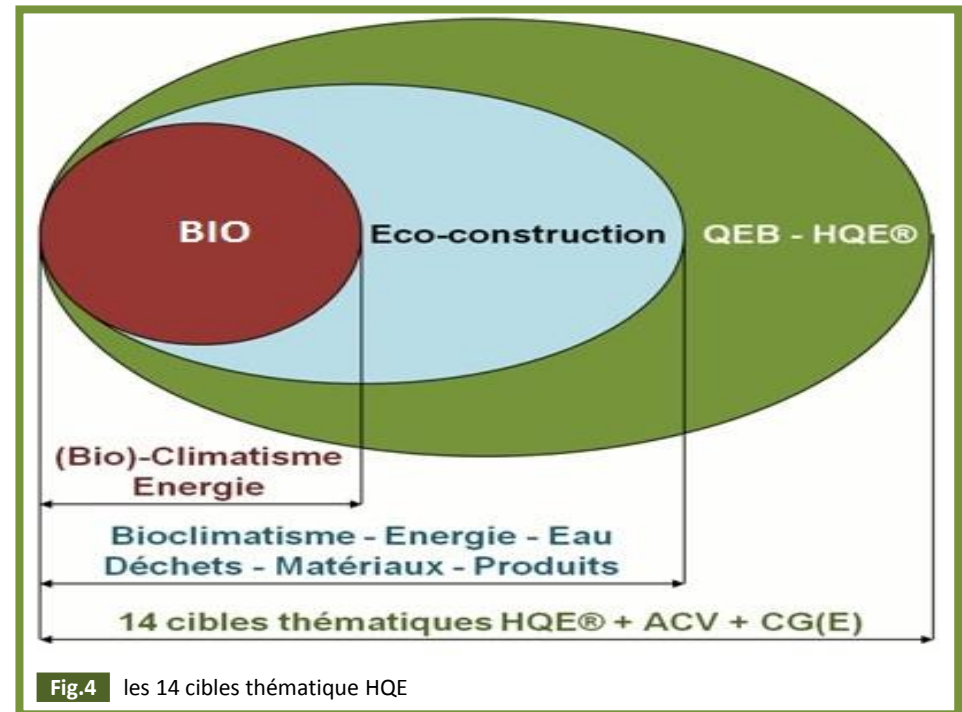 BIO
Eco-construction
QEB - HQE®
(Bio)-Climatisme
Energie
Bioclimatisme - Energie - Eau
Déchets - Matériaux - Produits
14 cibles thématiques HQE® + ACV + CG(E)
Fig.4 les 14 cibles thématique HQE